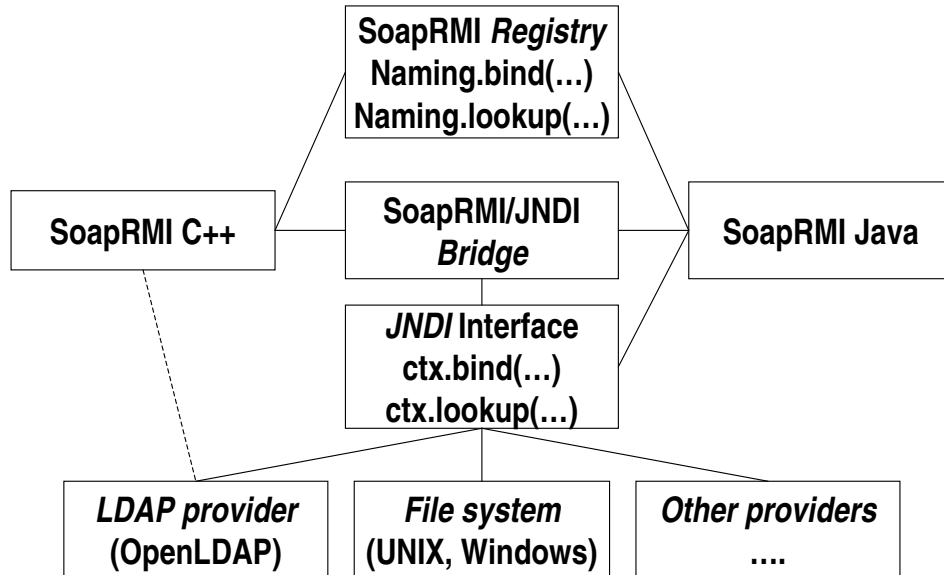 SoapRMI Registry
Naming.bind(…)
Naming.lookup(…)
SoapRMI C++
SoapRMI/JNDI
Bridge
SoapRMI Java
JNDI Interface
ctx.bind(…)
ctx.lookup(…)
LDAP provider
(OpenLDAP)
File system
(UNIX, Windows)
Other providers
….